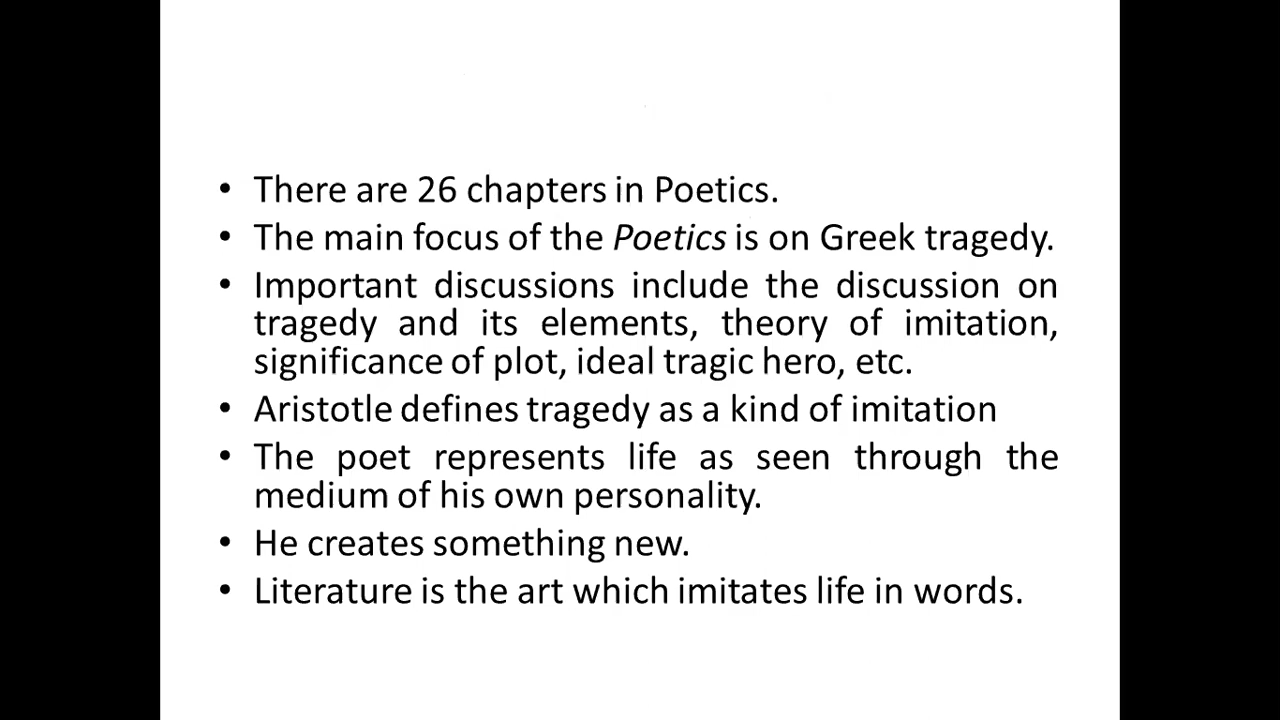 • There are 26 chapters in Poetics.
• The main focus of the Poetics is on Greek tragedy.
• Important discussions include the discussion on
tragedy and its elements, theory of imitation,
significance of plot, ideal tragic hero, etc.
• Aristotle defines tragedy as a kind of imitation
• The poet represents life as seen through the
medium of his own personality.
• He creates something new.
• Literature is the art which imitates life in words.